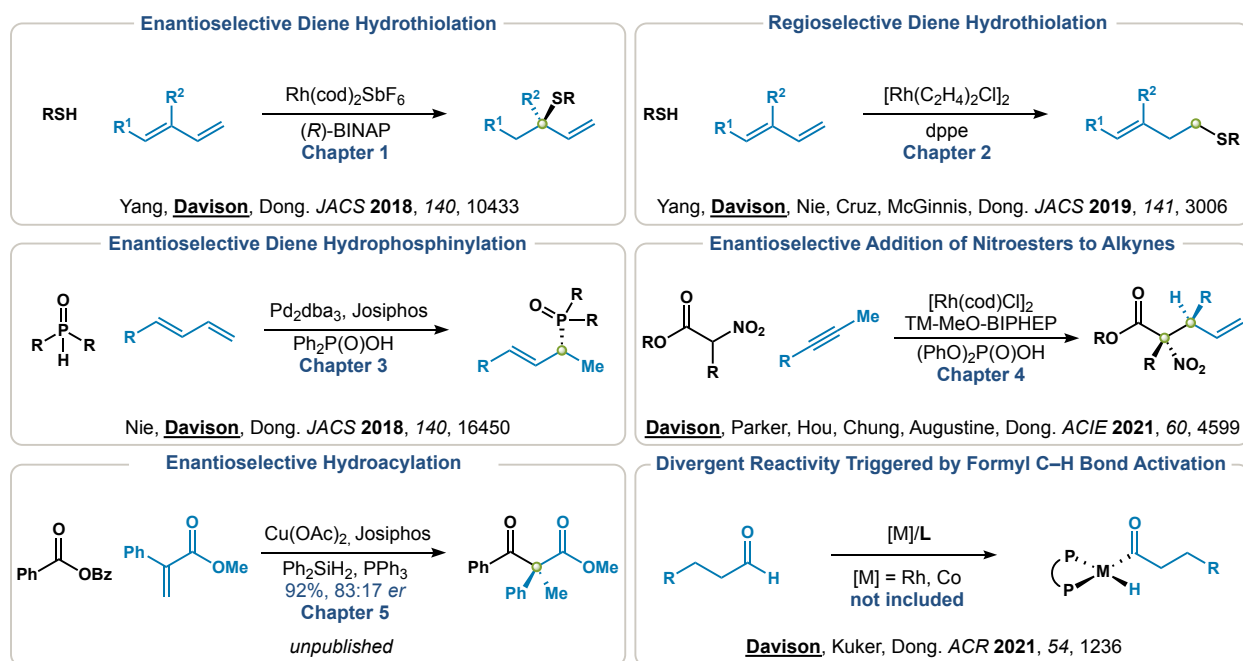 Enantioselective Diene Hydrothiolation
RSH
R1
R2
Rh(cod)2SbF6
(R)-BINAP
Chapter 1
R1
R2
SR
Yang, Davison, Dong. JACS 2018, 140, 10433
Regioselective Diene Hydrothiolation
RSH
R1
R2
[Rh(C2H4)2Cl]2
dppe
Chapter 2
R1
R2
SR
Yang, Davison, Nie, Cruz, McGinnis, Dong. JACS 2019, 141, 3006
Enantioselective Diene Hydrophosphinylation
O
R
P
R
H
R
Pd2dba3, Josiphos
Ph2P(O)OH
Chapter 3
O
R
P
R
R
Me
Nie, Davison, Dong. JACS 2018, 140, 16450
Enantioselective Addition of Nitroesters to Alkynes
O
RO
NO2
R
Me
R
[Rh(cod)Cl]2
TM-MeO-BIPHEP
(PhO)2P(O)OH
Chapter 4
H
R
O
RO
R
NO2
Davison, Parker, Hou, Chung, Augustine, Dong. ACIE 2021, 60, 4599
Enantioselective Hydroacylation
O
Ph
OBz
O
Ph
OMe
Cu(OAc)2, Josiphos
Ph2SiH2, PPh3
92%, 83:17 er
Chapter 5
O
O
Ph
OMe
Ph
Me
unpublished
Divergent Reactivity Triggered by Formyl C–H Bond Activation
O
R
H
[M]/L
[M] = Rh, Co
not included
O
P
M
R
P
H
Davison, Kuker, Dong. ACR 2021, 54, 1236